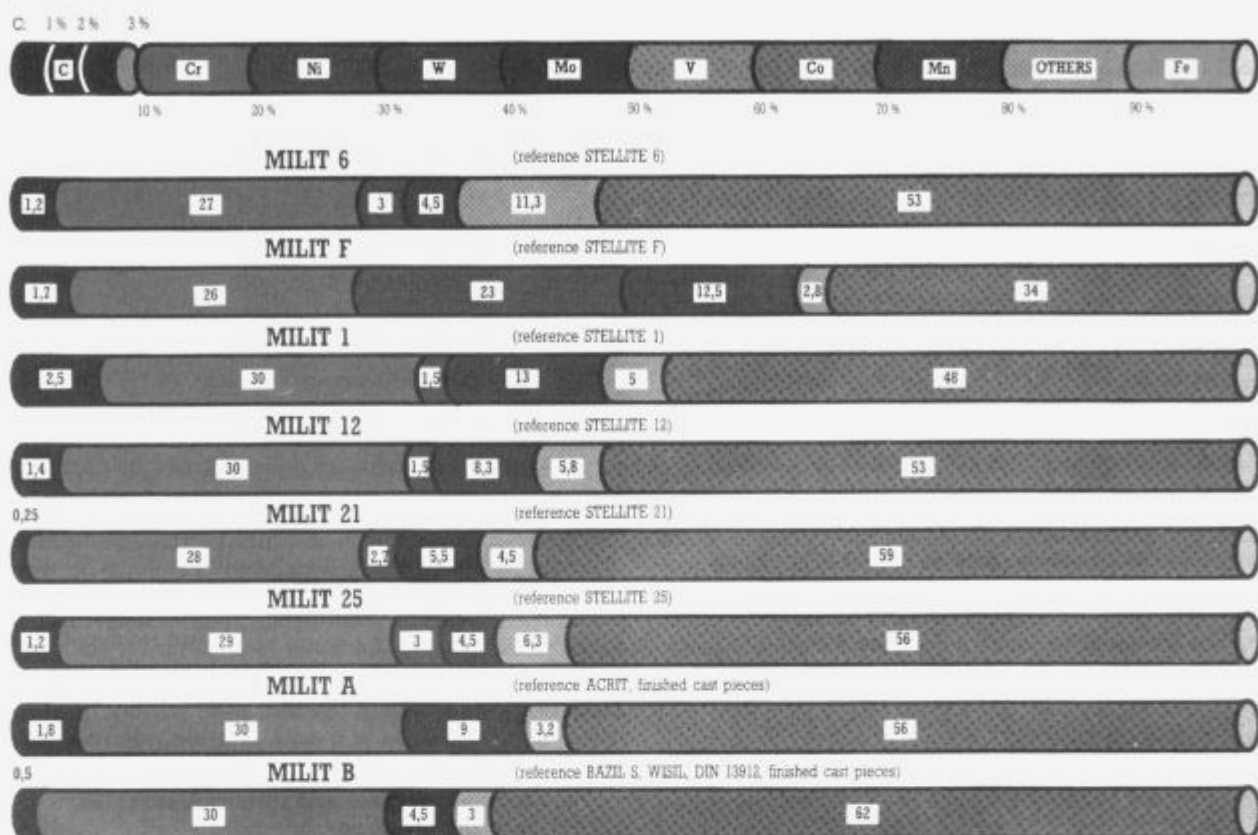 C: 1 % 2 % 3 %
C Cr Ni W Mo V Co Mn OTHERS Fe
10 % 20 % 30 % 40 % 50 % 60 % 70 % 80 % 90 %
MILIT 6 (reference STELLITE 6)
1,2 27 3 4,5 11,3 53
MILIT F (reference STELLITE F)
1,7 26 23 12,5 2,8 34
MILIT 1 (reference STELLITE 1)
2,5 30 1,5 13 5 48
MILIT 12 (reference STELLITE 12)
1,4 30 1,5 8,3 5,8 53
0,25 MILIT 21 (reference STELLITE 21)
28 2,7 5,5 4,5 59
MILIT 25 (reference STELLITE 25)
1,2 29 3 4,5 6,3 56
MILIT A (reference ACRIT, finished cast pieces)
1,8 30 9 3,2 56
0,5 MILIT B (reference BAZIL S, WISIL, DIN 13912, finished cast pieces)
30 4,5 3 62